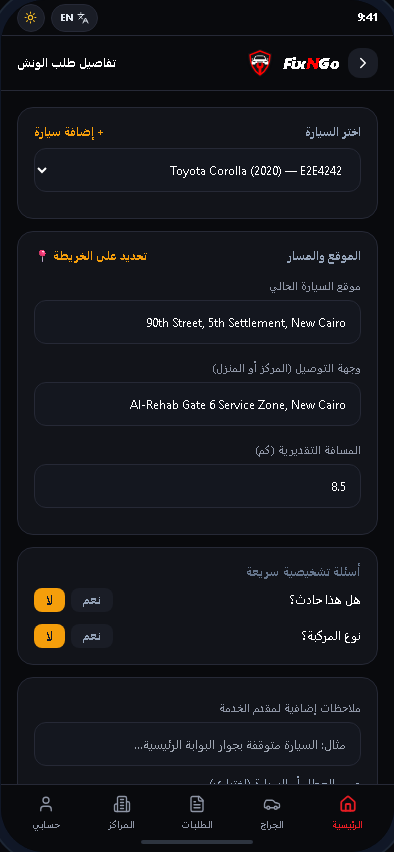 9:41
EN
FixNGo
تفاصيل طلب الونش
اختر السيارة
+ إضافة سيارة
Toyota Corolla (2020) — E2E4242
الموقع والمسار
تحديد على الخريطة
موقع السيارة الحالي
90th Street, 5th Settlement, New Cairo
وجهة التوصيل (المركز أو المنزل)
Al-Rehab Gate 6 Service Zone, New Cairo
المسافة التقديرية (كم)
8.5
أسئلة تشخيصية سريعة
هل هذا حادث؟
نعم
لا
نوع المركبة؟
نعم
لا
ملاحظات إضافية لمقدم الخدمة
مثال: السيارة متوقفة بجوار البوابة الرئيسية...
الرئيسية
الجراج
الطلبات
المراكز
حسابي